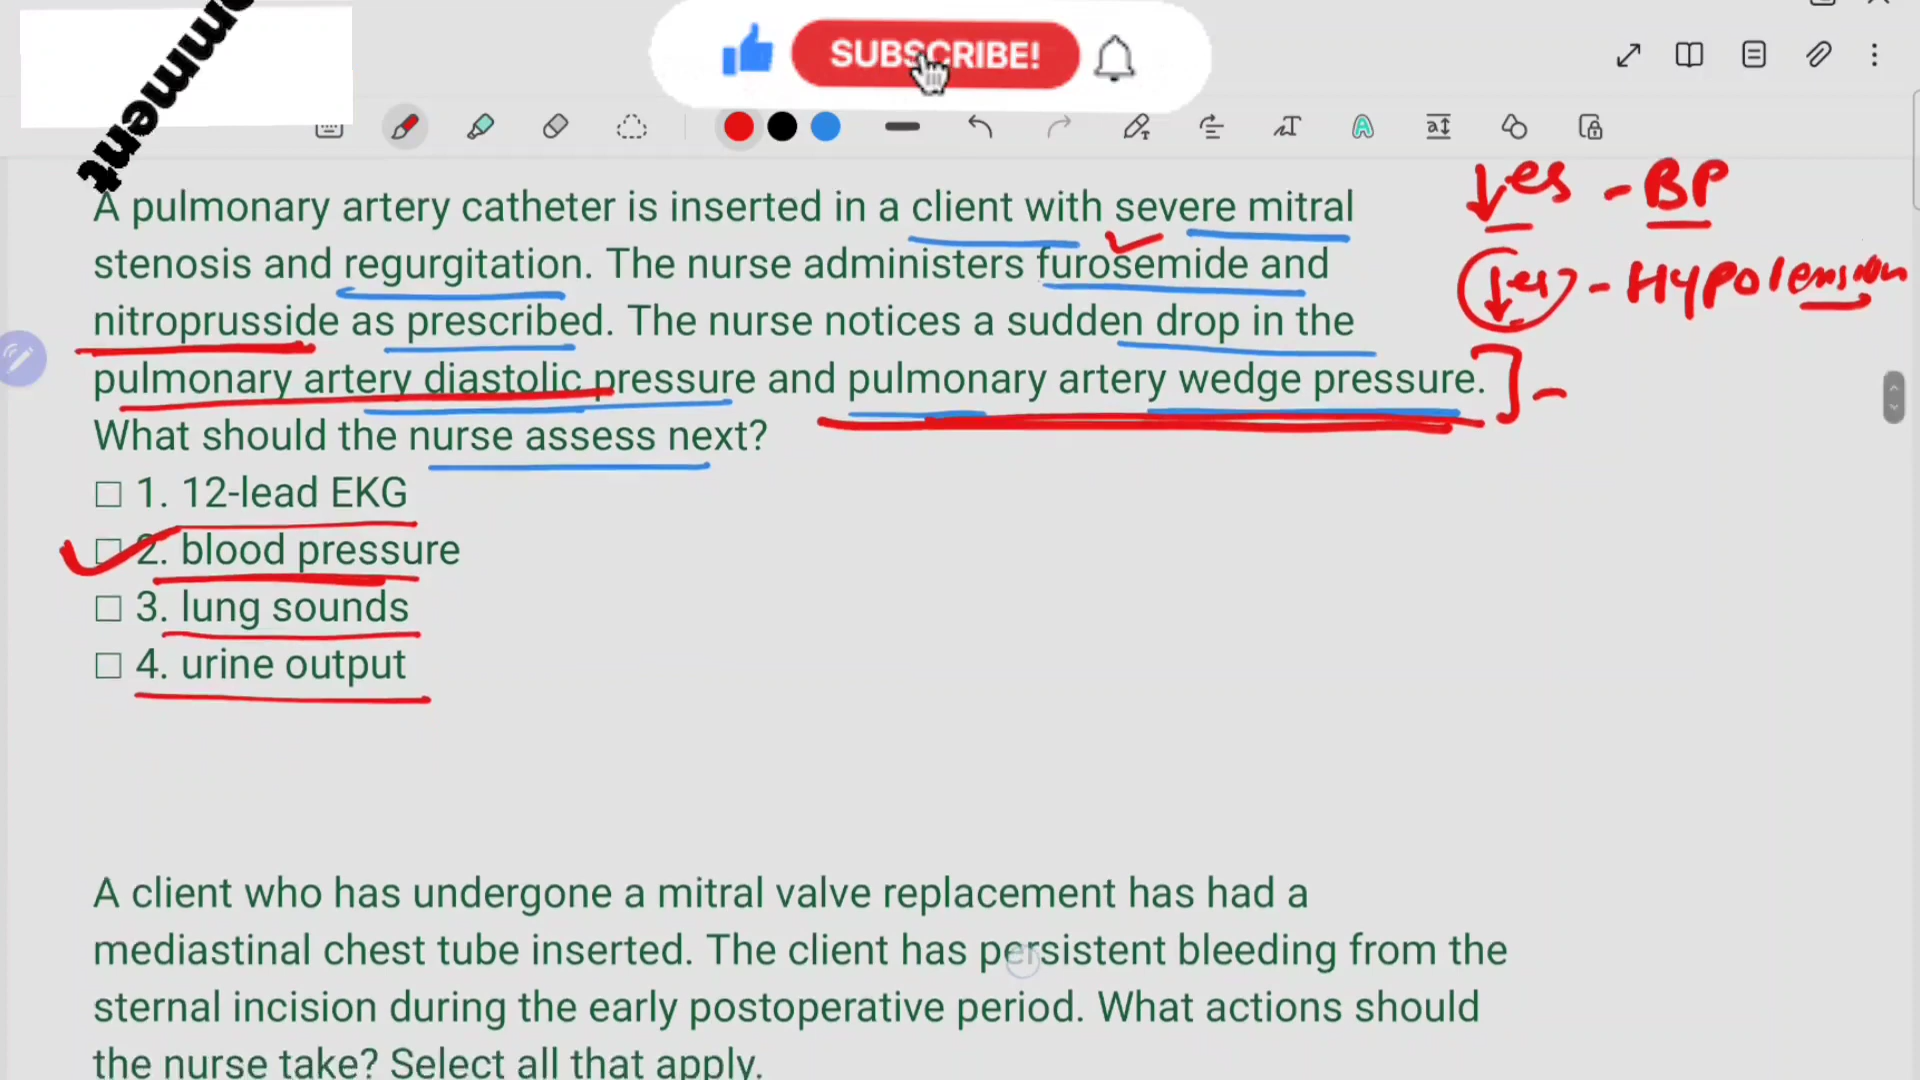 mment
SUBSCRIBE!
A pulmonary artery catheter is inserted in a client with severe mitral
stenosis and regurgitation. The nurse administers furosemide and
nitroprusside as prescribed. The nurse notices a sudden drop in the
pulmonary artery diastolic pressure and pulmonary artery wedge pressure.
What should the nurse assess next?
□ 1. 12-lead EKG
□ 2. blood pressure
□ 3. lung sounds
□ 4. urine output
↓es - BP
↓es - Hypotension
A client who has undergone a mitral valve replacement has had a
mediastinal chest tube inserted. The client has persistent bleeding from the
sternal incision during the early postoperative period. What actions should
the nurse take? Select all that apply.